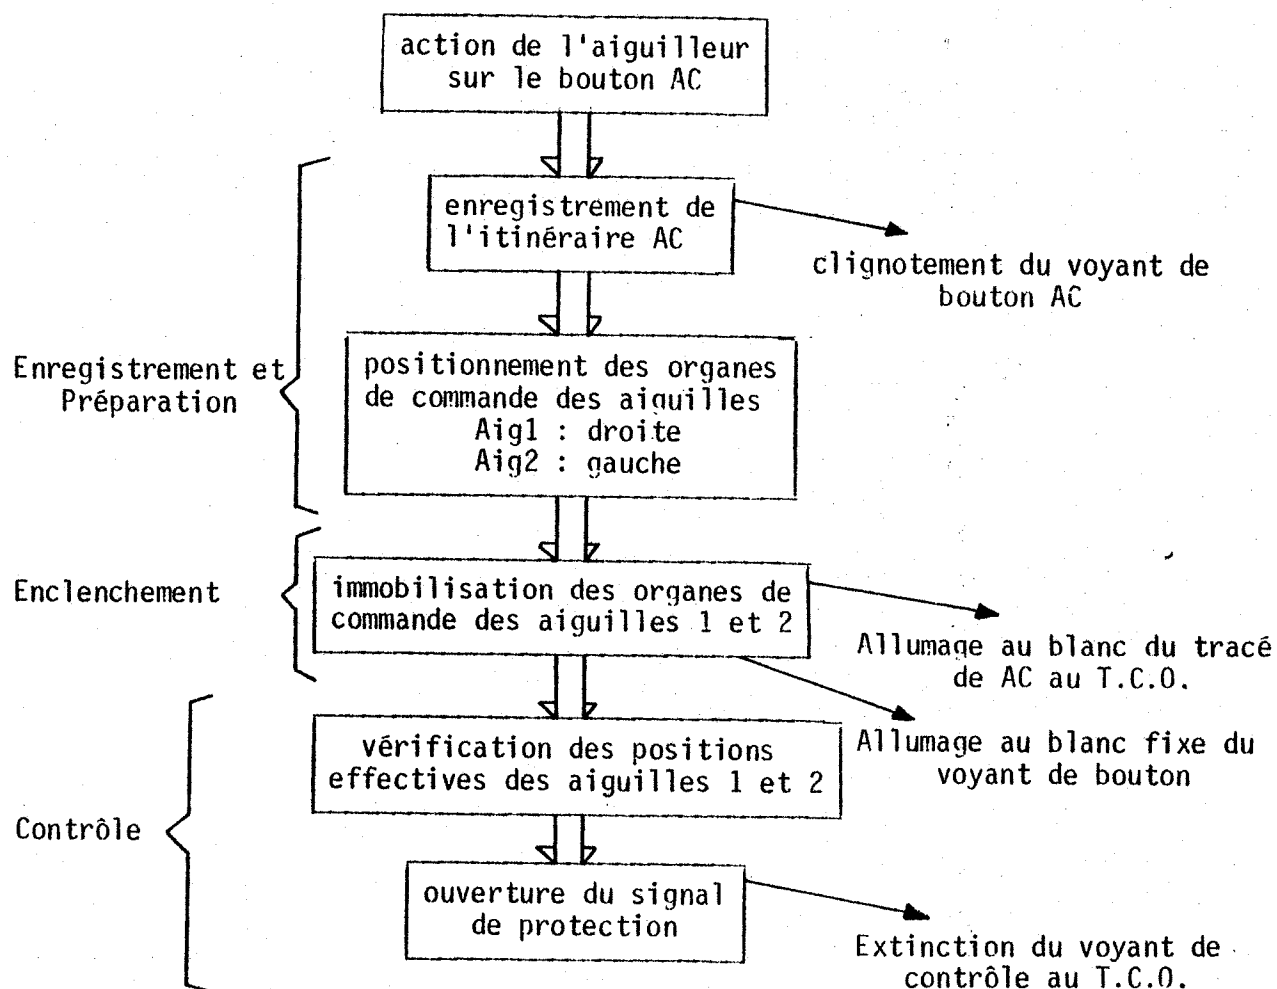 action de l'aiguilleur
sur le bouton AC
enregistrement de
l'itinéraire AC
clignotement du voyant de
bouton AC
Enregistrement et
Préparation
positionnement des organes
de commande des aiguilles
Aig1 : droite
Aig2 : gauche
Enclenchement
immobilisation des organes de
commande des aiguilles 1 et 2
Allumage au blanc du tracé
de AC au T.C.O.
Allumage au blanc fixe du
voyant de bouton
vérification des positions
effectives des aiguilles 1 et 2
Contrôle
ouverture du signal
de protection
Extinction du voyant de
contrôle au T.C.O.